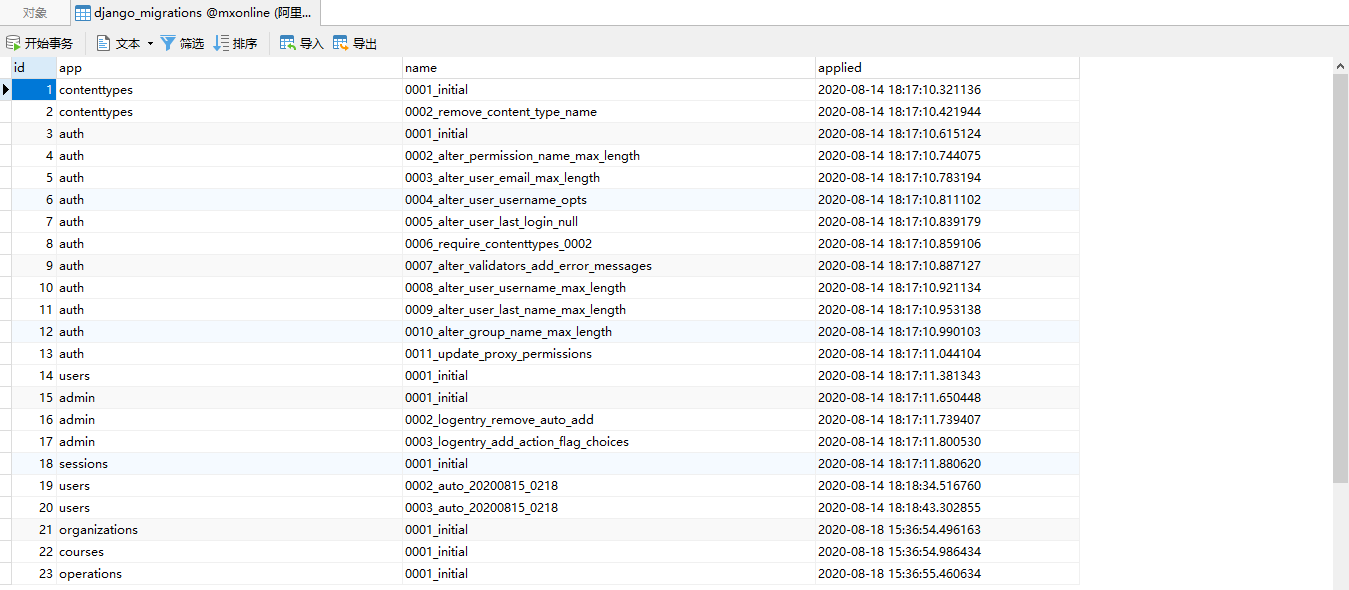 对象 django_migrations @mxonline (阿里...
开始事务 文本 筛选 排序 导入 导出
id app name applied
1 contenttypes 0001_initial 2020-08-14 18:17:10.321136
2 contenttypes 0002_remove_content_type_name 2020-08-14 18:17:10.421944
3 auth 0001_initial 2020-08-14 18:17:10.615124
4 auth 0002_alter_permission_name_max_length 2020-08-14 18:17:10.744075
5 auth 0003_alter_user_email_max_length 2020-08-14 18:17:10.783194
6 auth 0004_alter_user_username_opts 2020-08-14 18:17:10.811102
7 auth 0005_alter_user_last_login_null 2020-08-14 18:17:10.839179
8 auth 0006_require_contenttypes_0002 2020-08-14 18:17:10.859106
9 auth 0007_alter_validators_add_error_messages 2020-08-14 18:17:10.887127
10 auth 0008_alter_user_username_max_length 2020-08-14 18:17:10.921134
11 auth 0009_alter_user_last_name_max_length 2020-08-14 18:17:10.953138
12 auth 0010_alter_group_name_max_length 2020-08-14 18:17:10.990103
13 auth 0011_update_proxy_permissions 2020-08-14 18:17:11.044104
14 users 0001_initial 2020-08-14 18:17:11.381343
15 admin 0001_initial 2020-08-14 18:17:11.650448
16 admin 0002_logentry_remove_auto_add 2020-08-14 18:17:11.739407
17 admin 0003_logentry_add_action_flag_choices 2020-08-14 18:17:11.800530
18 sessions 0001_initial 2020-08-14 18:17:11.880620
19 users 0002_auto_20200815_0218 2020-08-14 18:18:34.516760
20 users 0003_auto_20200815_0218 2020-08-14 18:18:43.302855
21 organizations 0001_initial 2020-08-18 15:36:54.496163
22 courses 0001_initial 2020-08-18 15:36:54.986434
23 operations 0001_initial 2020-08-18 15:36:55.460634